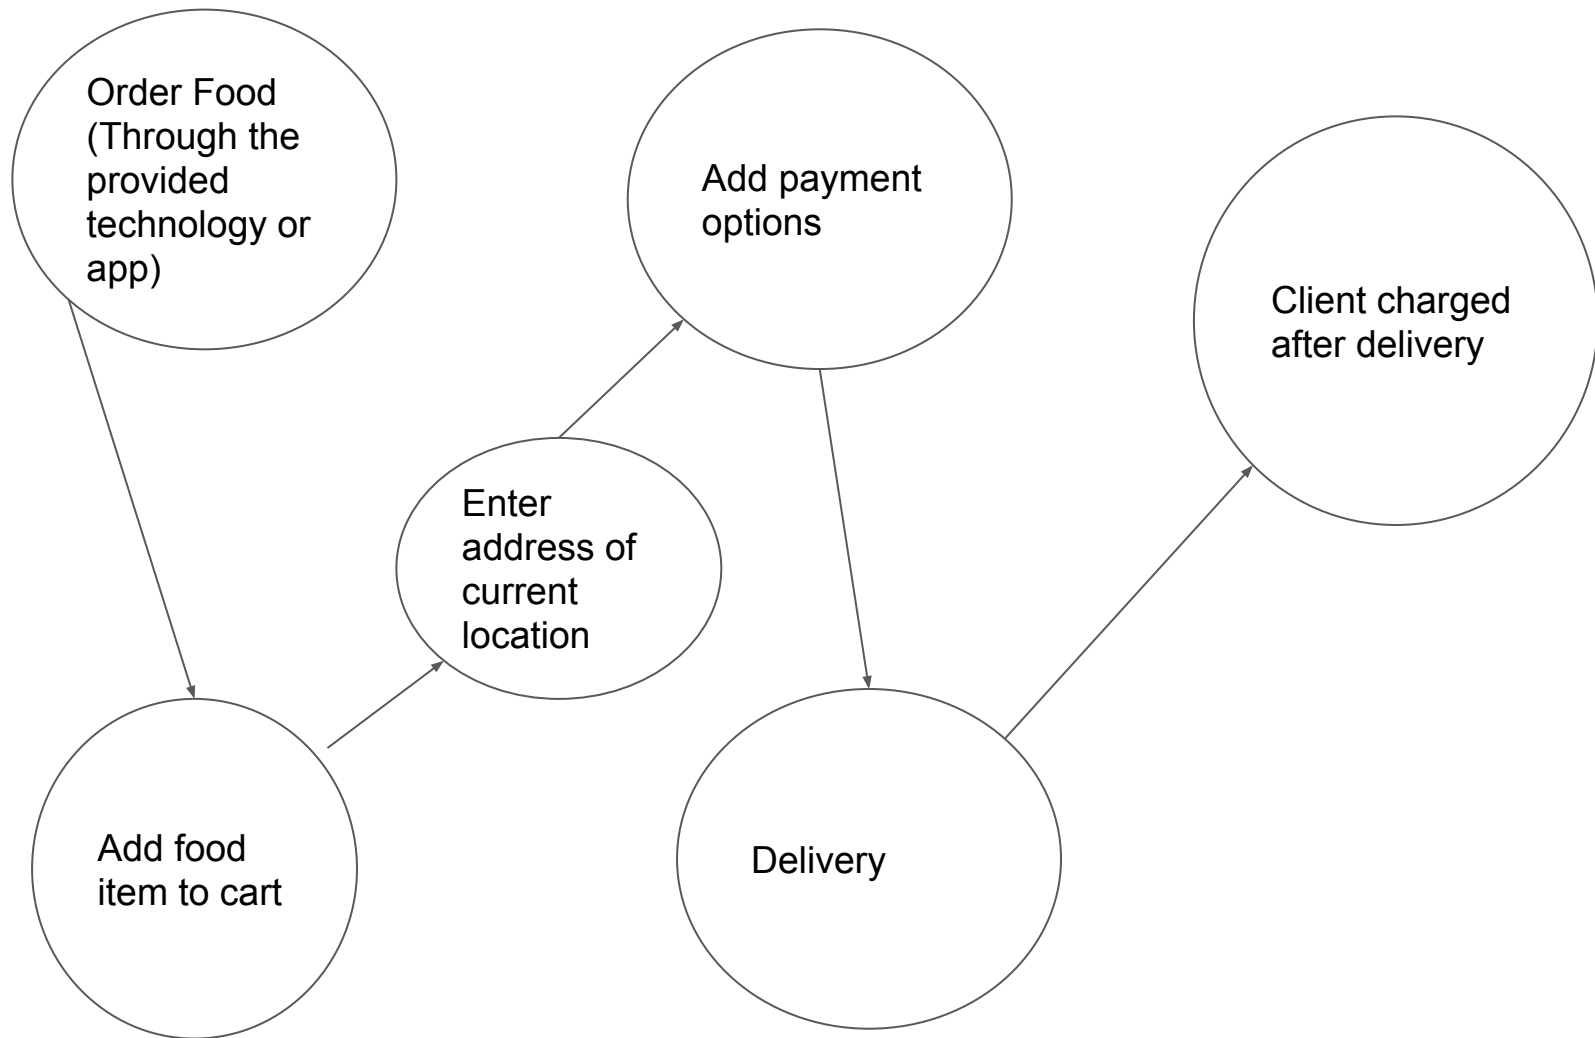 Order Food
(Through the
provided
technology or
app)
Add food
item to cart
Enter
address of
current
location
Add payment
options
Delivery
Client charged
after delivery